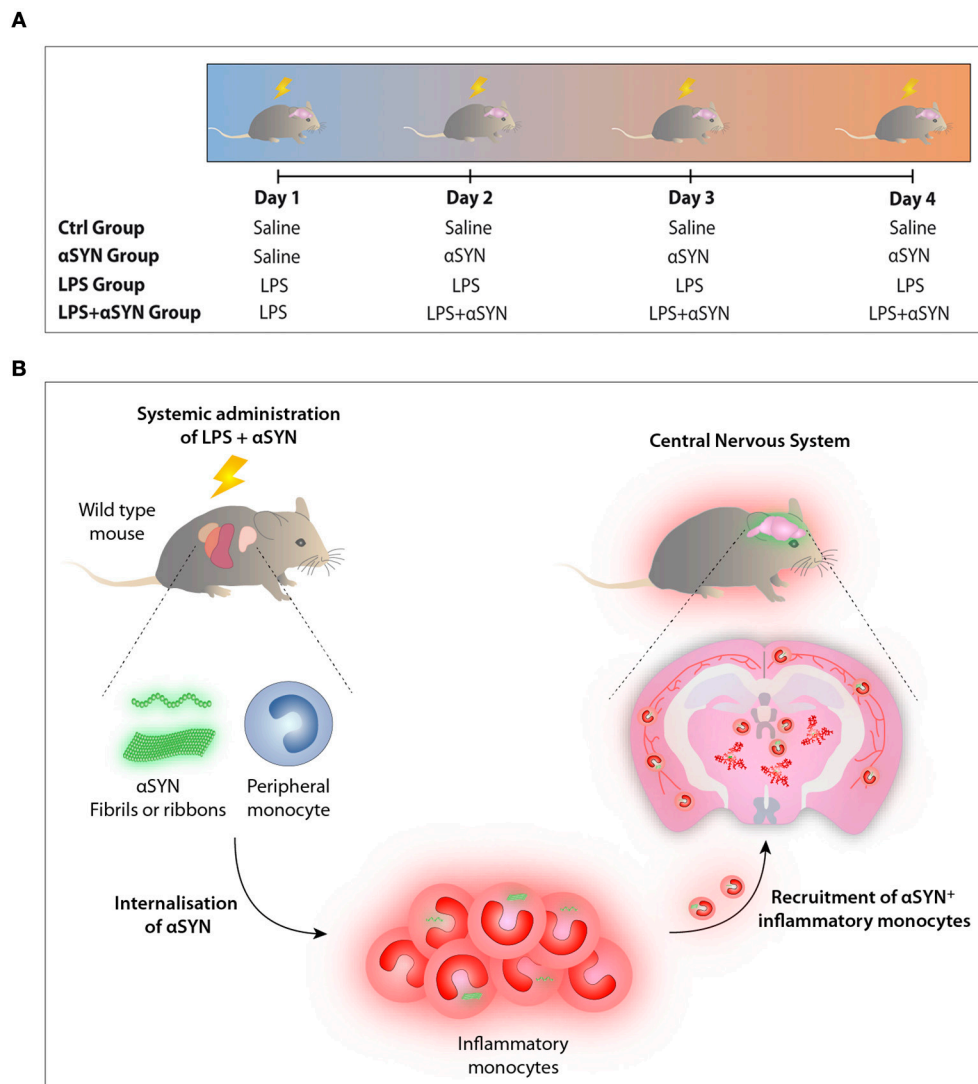 A
Day 1 Day 2 Day 3 Day 4
Ctrl Group Saline Saline Saline Saline
αSYN Group Saline αSYN αSYN αSYN
LPS Group LPS LPS LPS LPS
LPS+αSYN Group LPS LPS+αSYN LPS+αSYN LPS+αSYN
B
Systemic administration
of LPS + αSYN
Wild type
mouse
Central Nervous System
αSYN
Fibrils or ribbons
Peripheral
monocyte
Internalisation
of αSYN
Inflammatory
monocytes
Recruitment of αSYN⁺
inflammatory monocytes